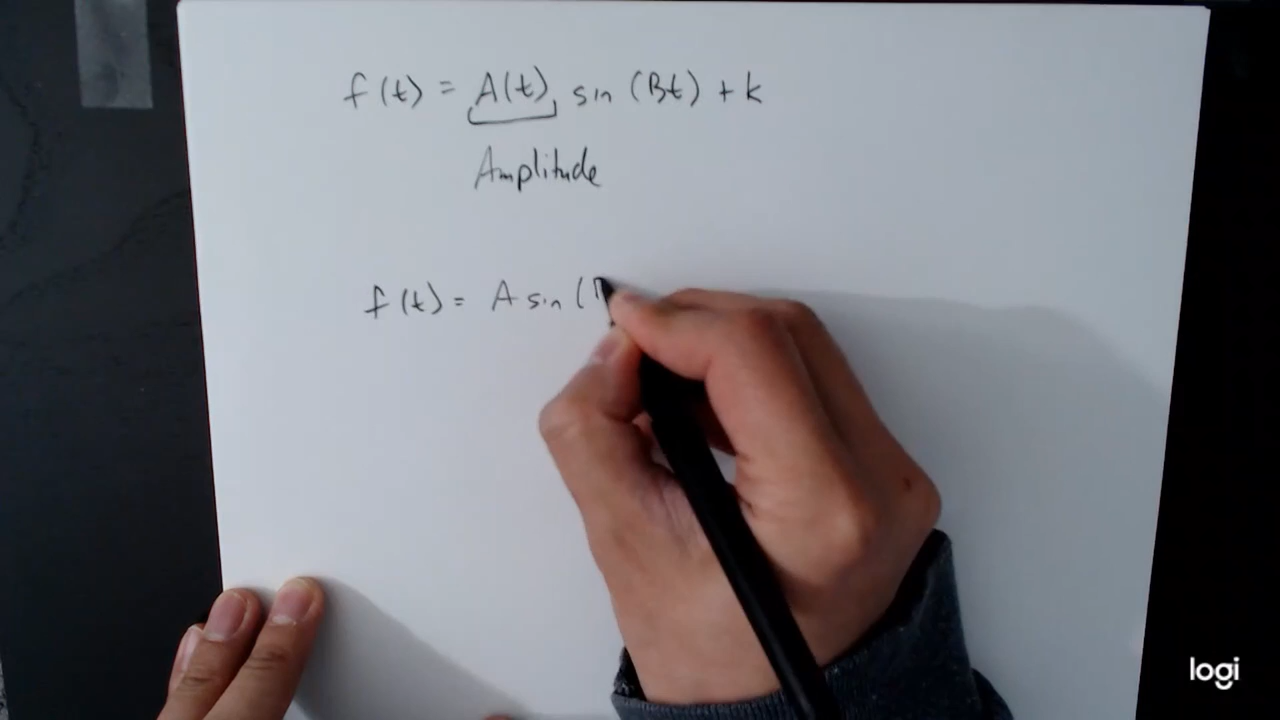 f(t) = A(t) sin (Bt) + k
Amplitude
f(t) = A sin (
logi